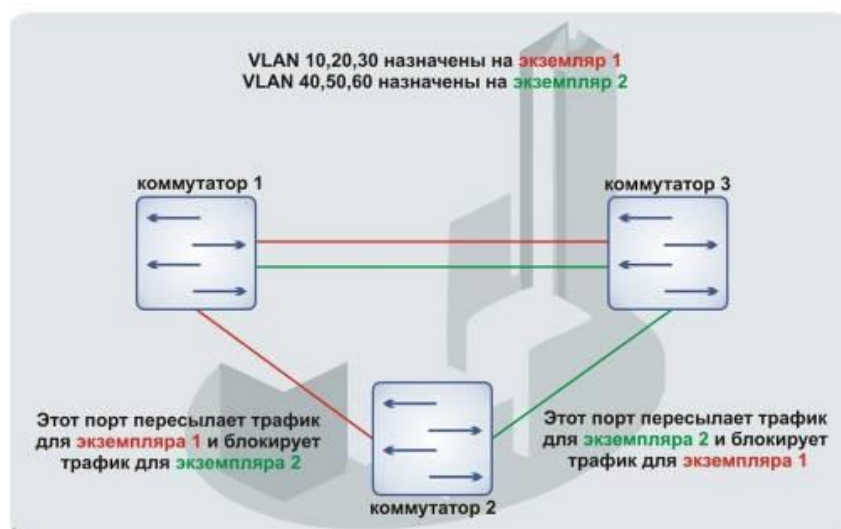 VLAN 10,20,30 назначены на экземляр 1
VLAN 40,50,60 назначены на экземпляр 2
коммутатор 1
коммутатор 3
Этот порт пересылает трафик
для экземпляра 1 и блокирует
трафик для экземпляра 2
Этот порт пересылает трафик
для экземпляра 2 и блокирует
трафик для экземпляра 1
коммутатор 2